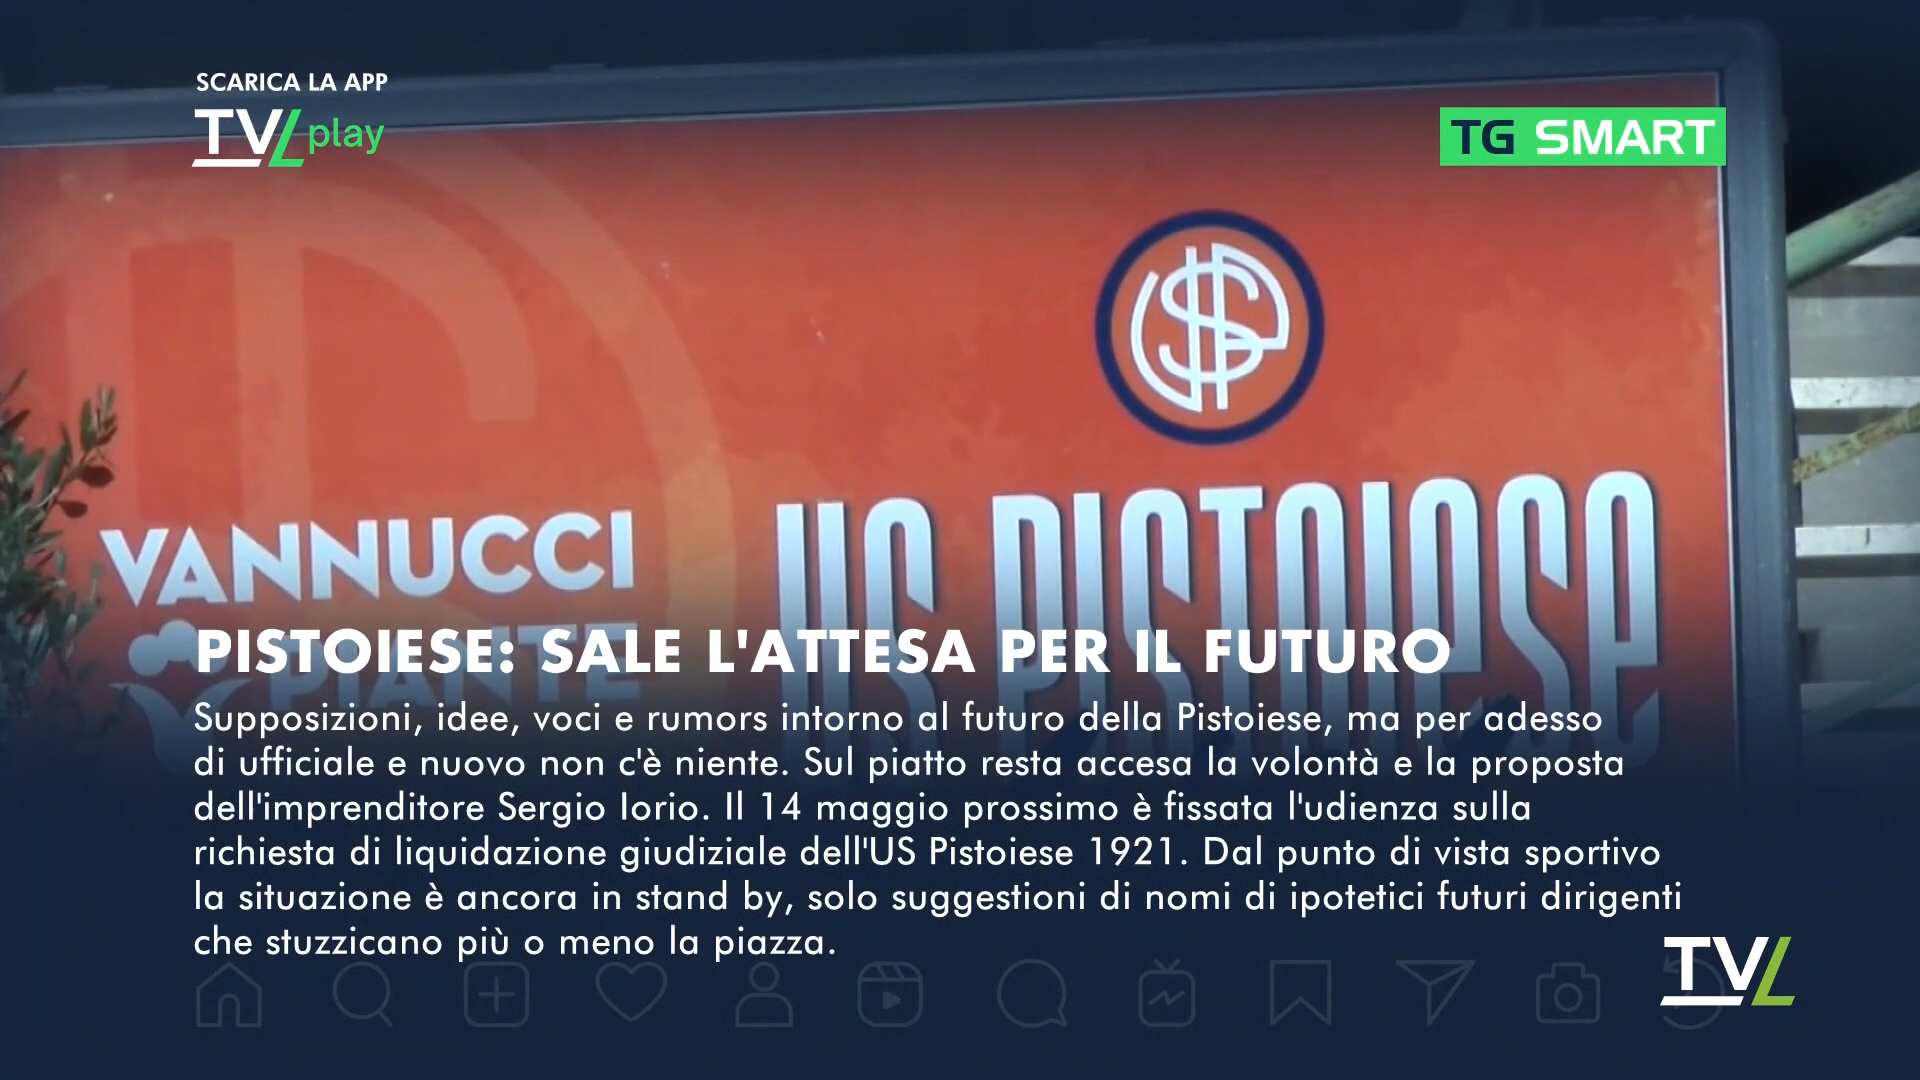 SCARICA LA APP
TVL play
TG SMART
USP
VANNUCCI
PIANTE
US PISTOIESE
PISTOIESE: SALE L'ATTESA PER IL FUTURO
Supposizioni, idee, voci e rumors intorno al futuro della Pistoiese, ma per adesso
di ufficiale e nuovo non c'è niente. Sul piatto resta accesa la volontà e la proposta
dell'imprenditore Sergio Iorio. Il 14 maggio prossimo è fissata l'udienza sulla
richiesta di liquidazione giudiziale dell'US Pistoiese 1921. Dal punto di vista sportivo
la situazione è ancora in stand by, solo suggestioni di nomi di ipotetici futuri dirigenti
che stuzzicano più o meno la piazza.
TVL